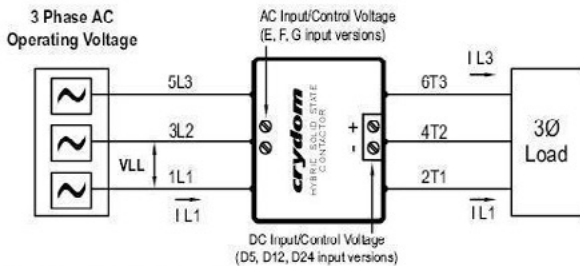 3 Phase AC
Operating Voltage
AC Input/Control Voltage
(E, F, G input versions)
5L3
3L2
VLL
1L1
I L1
crydom
HYBRID SOLID STATE
CONTACTOR
+
-
6T3
I L3
4T2
2T1
I L1
3Ø
Load
DC Input/Control Voltage
(D5, D12, D24 input versions)